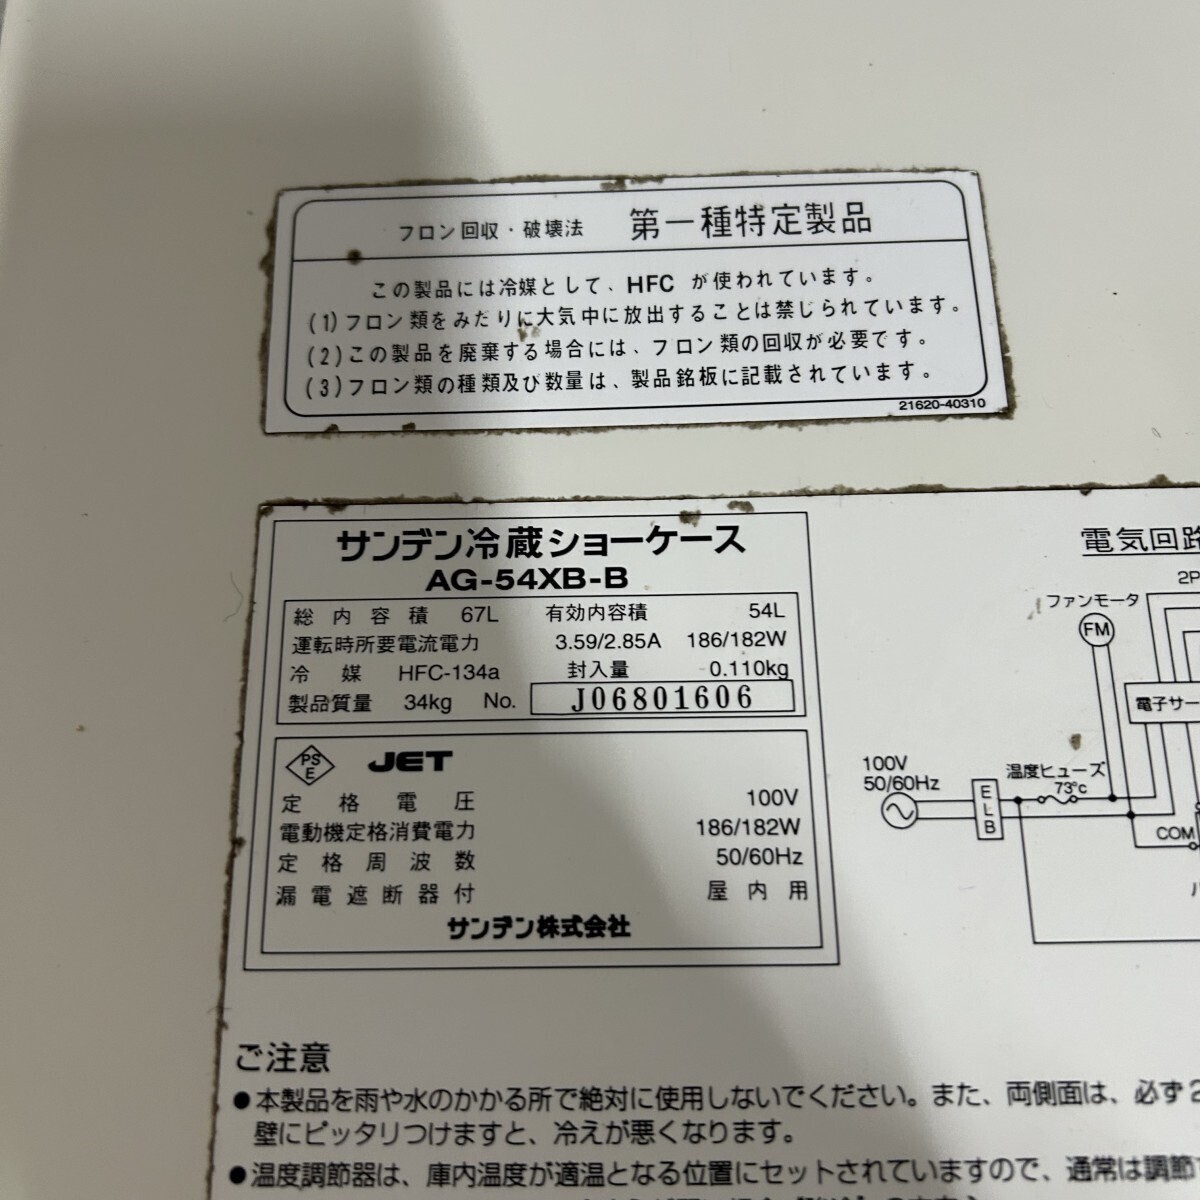 フロン回収・破壊法 第一種特定製品
この製品には冷媒として、HFC が使われています。
(1)フロン類をみだりに大気中に放出することは禁じられています。
(2)この製品を廃棄する場合には、フロン類の回収が必要です。
(3)フロン類の種類及び数量は、製品銘板に記載されています。
21620-40310
サンデン冷蔵ショーケース
AG-54XB-B
総内容積 67L 有効内容積 54L
運転時所要電流電力 3.59/2.85A 186/182W
冷媒 HFC-134a 封入量 0.110kg
製品質量 34kg No. J06801606
PS
E
JET
定格電圧 100V
電動機定格消費電力 186/182W
定格周波数 50/60Hz
漏電遮断器付 屋内用
サンデン株式会社
電気回路
2P
ファンモータ
FM
電子サー
100V
50/60Hz
温度ヒューズ
73°c
ELB
COM
ご注意
●本製品を雨や水のかかる所で絶対に使用しないでください。また、両側面は、必ず2
壁にピッタリつけますと、冷えが悪くなります。
●温度調節器は、庫内温度が適温となる位置にセットされていますので、通常は調節